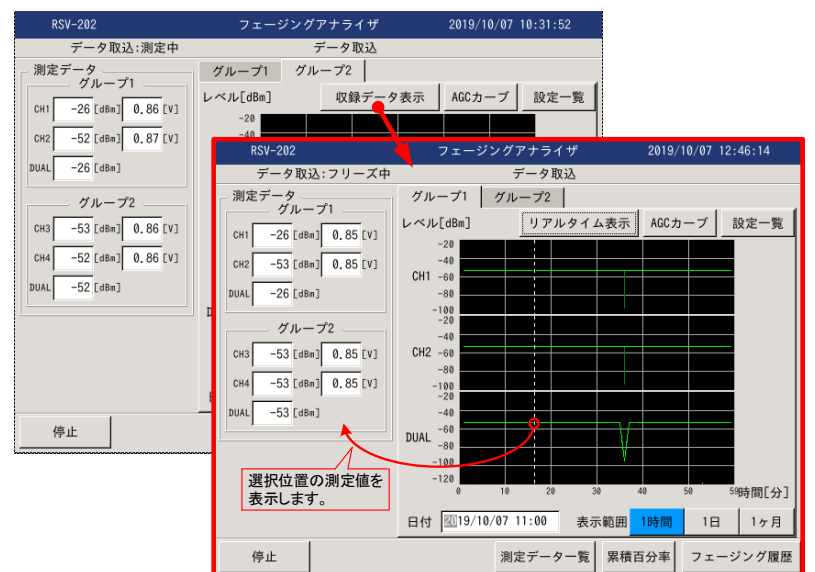 RSV-202 フェージングアナライザ 2019/10/07 10:31:52
データ取込:測定中 データ取込
測定データ
グループ1
CH1 -26 [dBm] 0.86 [V]
CH2 -52 [dBm] 0.87 [V]
DUAL -26 [dBm]
グループ2
CH3 -53 [dBm] 0.86 [V]
CH4 -52 [dBm] 0.86 [V]
DUAL -52 [dBm]
停止
グループ1 グループ2
レベル[dBm] 収録データ表示 AGCカーブ 設定一覧
-20
-40
RSV-202 フェージングアナライザ 2019/10/07 12:46:14
データ取込:フリーズ中 データ取込
測定データ
グループ1
CH1 -26 [dBm] 0.85 [V]
CH2 -53 [dBm] 0.85 [V]
DUAL -26 [dBm]
グループ2
CH3 -53 [dBm] 0.85 [V]
CH4 -53 [dBm] 0.85 [V]
DUAL -53 [dBm]
選択位置の測定値を
表示します。
グループ1 グループ2
レベル[dBm] リアルタイム表示 AGCカーブ 設定一覧
-20
-40
CH1 -60
-80
-100
-20
-40
CH2 -60
-80
-100
-20
-40
DUAL -60
-80
-100
-120
0 10 20 30 40 50 59時間[分]
日付 2019/10/07 11:00 表示範囲 1時間 1日 1ヶ月
停止 測定データ一覧 累積百分率 フェージング履歴